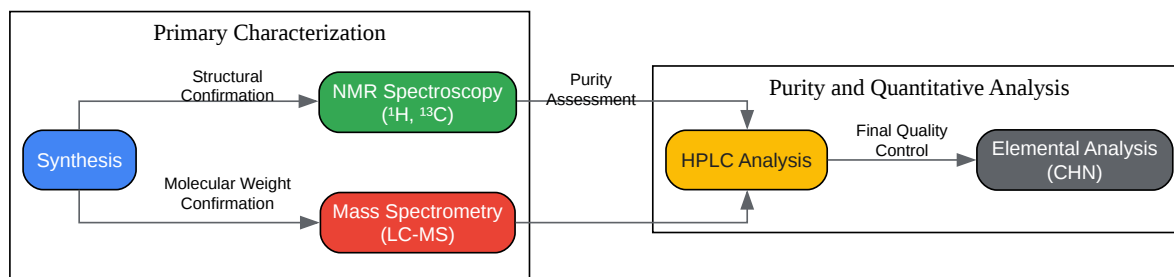 Primary Characterization
Structural
Confirmation
NMR Spectroscopy
(¹H, ¹³C)
Purity
Assessment
Purity and Quantitative Analysis
Synthesis
HPLC Analysis
Final Quality
Control
Elemental Analysis
(CHN)
Molecular Weight
Confirmation
Mass Spectrometry
(LC-MS)